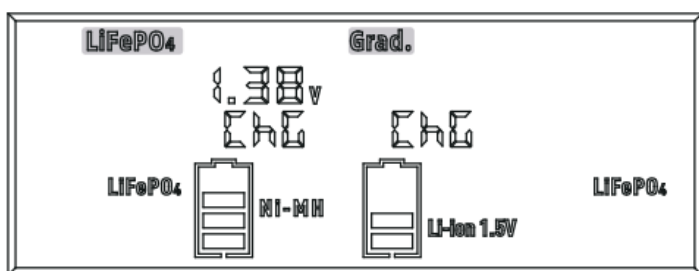 LiFePO₄ Grad.
1.38V
ChG ChG
LiFePO₄ Ni-MH Li-ion 1.5V LiFePO₄